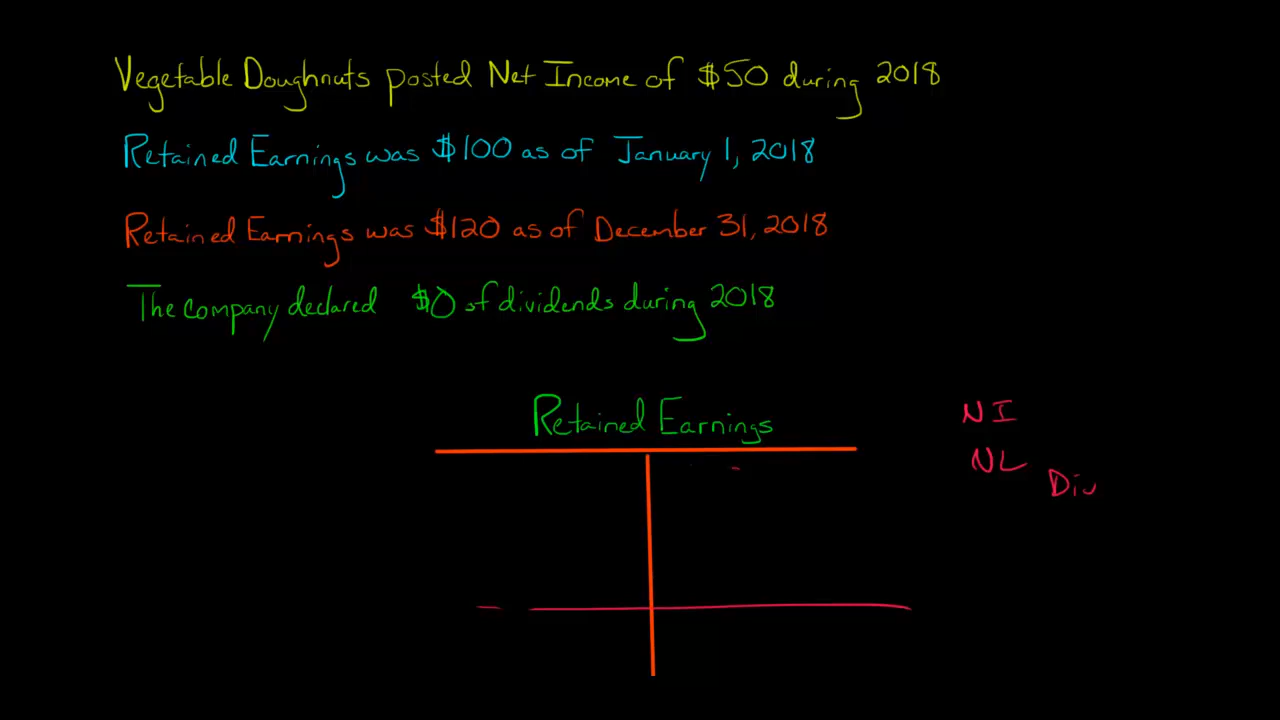 Vegetable Doughnuts posted Net Income of $50 during 2018
Retained Earnings was $100 as of January 1, 2018
Retained Earnings was $120 as of December 31, 2018
The company declared $0 of dividends during 2018
Retained Earnings
NI
NL
Div